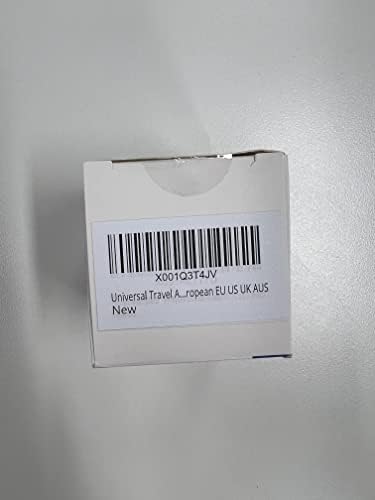 X001Q3T4JV
Universal Travel A...ropean EU US UK AUS
New